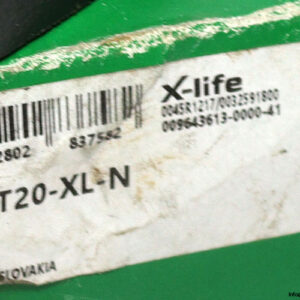 X-life
0045R1217/0032591800
009643613-0000-41
2802 837582
T20-XL-N
SLOVAKIA